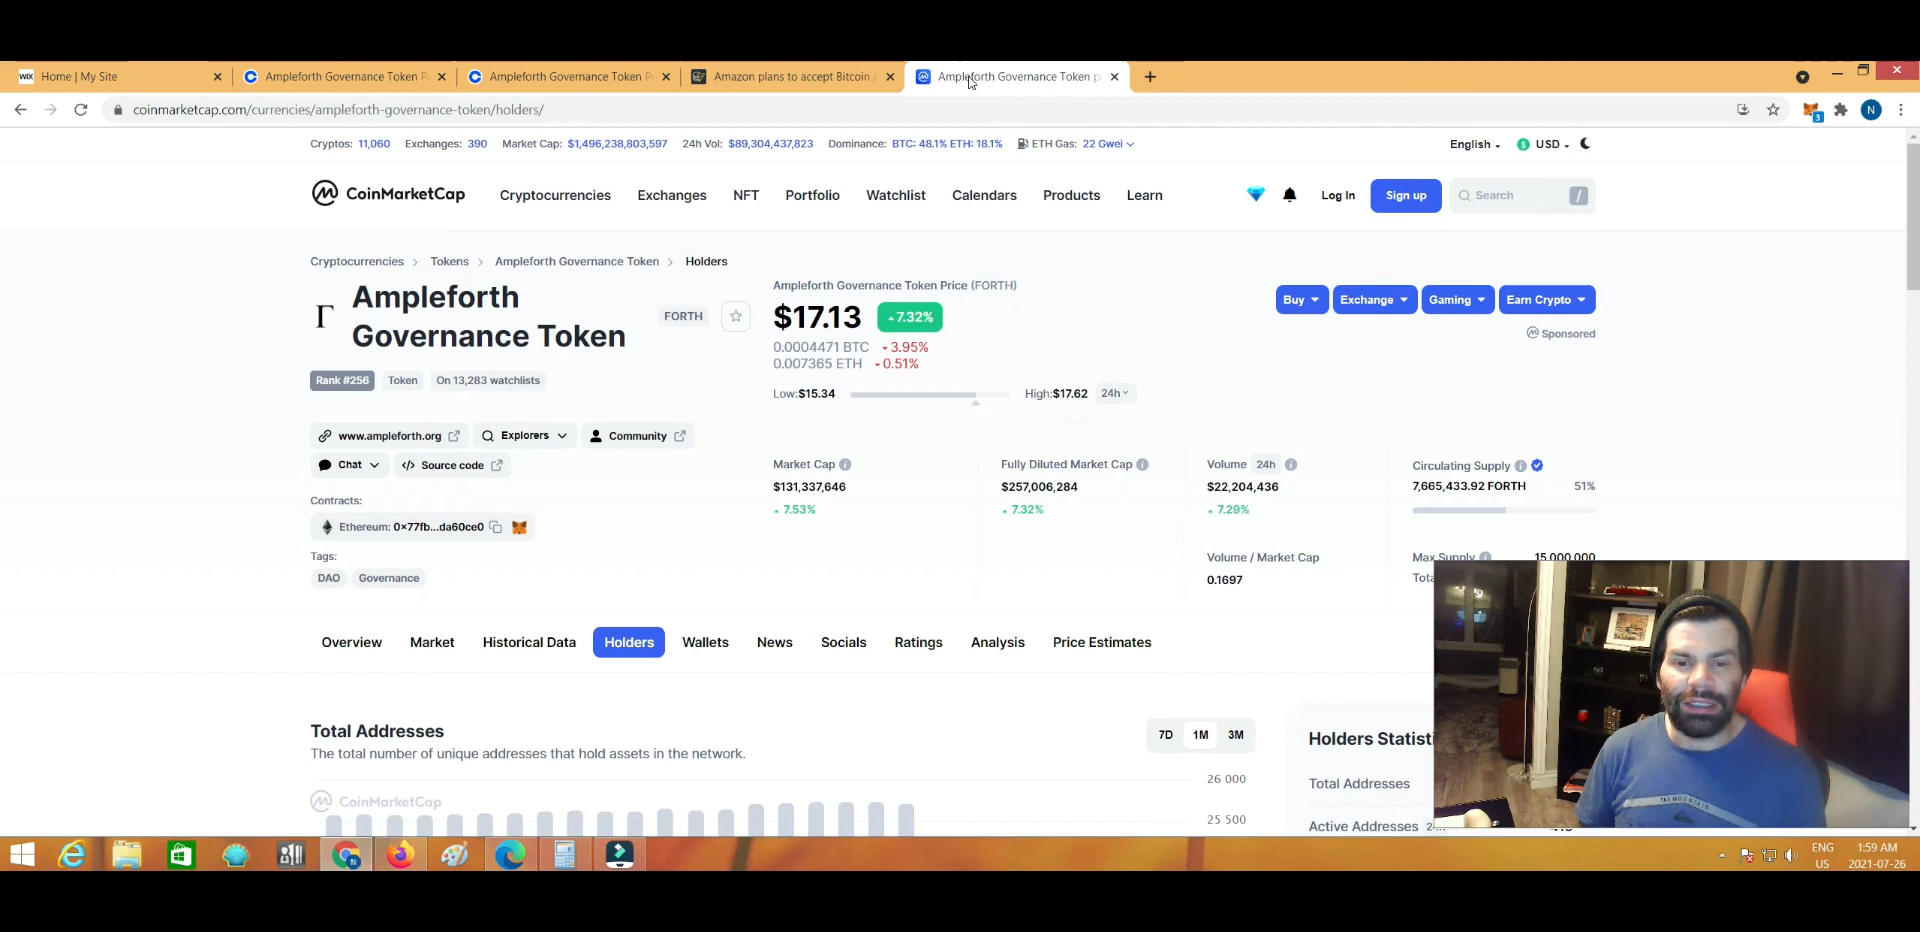 WIX Home | My Site
Ampleforth Governance Token P
Ampleforth Governance Token P
Amazon plans to accept Bitcoin p
Ampleforth Governance Token p
coinmarketcap.com/currencies/ampleforth-governance-token/holders/
3
N
Cryptos: 11,060 Exchanges: 390 Market Cap: $1,496,238,803,597 24h Vol: $89,304,437,823 Dominance: BTC: 48.1% ETH: 18.1% ETH Gas: 22 Gwei
English
$ USD
CoinMarketCap
Cryptocurrencies Exchanges NFT Portfolio Watchlist Calendars Products Learn
Log In
Sign up
Search /
Cryptocurrencies > Tokens > Ampleforth Governance Token > Holders
Γ Ampleforth
Governance Token
FORTH
Ampleforth Governance Token Price (FORTH)
$17.13 7.32%
0.0004471 BTC 3.95%
0.007365 ETH 0.51%
Low:$15.34 High:$17.62 24h
Buy Exchange Gaming Earn Crypto
Sponsored
Rank #256 Token On 13,283 watchlists
www.ampleforth.org Explorers Community
Chat </> Source code
Contracts:
Ethereum: 0x77fb...da60ce0
Tags:
DAO Governance
Market Cap
$131,337,646
7.53%
Fully Diluted Market Cap
$257,006,284
7.32%
Volume 24h
$22,204,436
7.29%
Volume / Market Cap
0.1697
Circulating Supply
7,665,433.92 FORTH 51%
Max Supply 15,000,000
Overview Market Historical Data Holders Wallets News Socials Ratings Analysis Price Estimates
Total Addresses
The total number of unique addresses that hold assets in the network.
7D 1M 3M
26 000
CoinMarketCap
25 500
Total Addresses
Active Addresses
THE MOUNTAIN
N
ENG
US
1:59 AM
2021-07-26